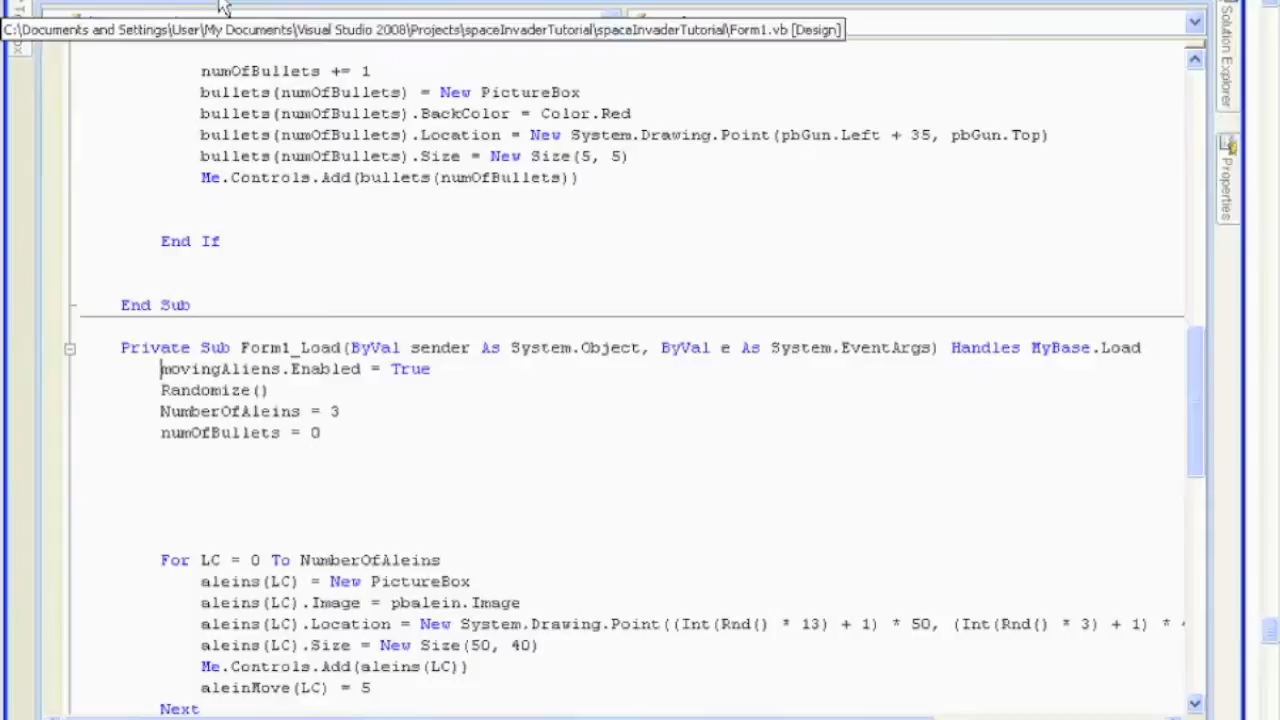 C:\Documents and Settings\User\My Documents\Visual Studio 2008\Projects\spaceInvaderTutorial\spaceInvaderTutorial\Form1.vb [Design]
numOfBullets += 1
bullets(numOfBullets) = New PictureBox
bullets(numOfBullets).BackColor = Color.Red
bullets(numOfBullets).Location = New System.Drawing.Point(pbGun.Left + 35, pbGun.Top)
bullets(numOfBullets).Size = New Size(5, 5)
Me.Controls.Add(bullets(numOfBullets))
End If
End Sub
Private Sub Form1_Load(ByVal sender As System.Object, ByVal e As System.EventArgs) Handles MyBase.Load
movingAliens.Enabled = True
Randomize()
NumberOfAleins = 3
numOfBullets = 0
For LC = 0 To NumberOfAleins
aleins(LC) = New PictureBox
aleins(LC).Image = pbalein.Image
aleins(LC).Location = New System.Drawing.Point((Int(Rnd() * 13) + 1) * 50, (Int(Rnd() * 3) + 1) *
aleins(LC).Size = New Size(50, 40)
Me.Controls.Add(aleins(LC))
aleinMove(LC) = 5
Next
Solution Explorer
Properties